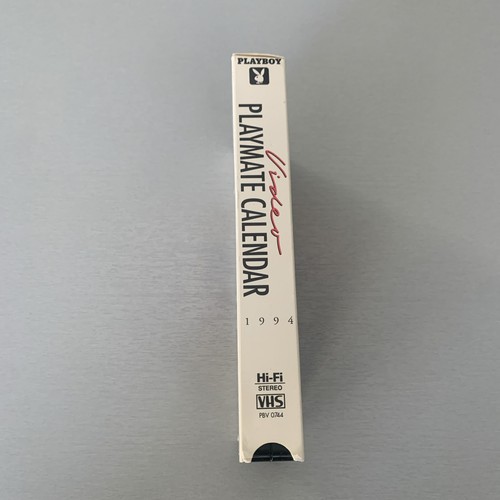 PLAYBOY
Video
PLAYMATE CALENDAR
1994
Hi-Fi
STEREO
VHS
PBV 0744